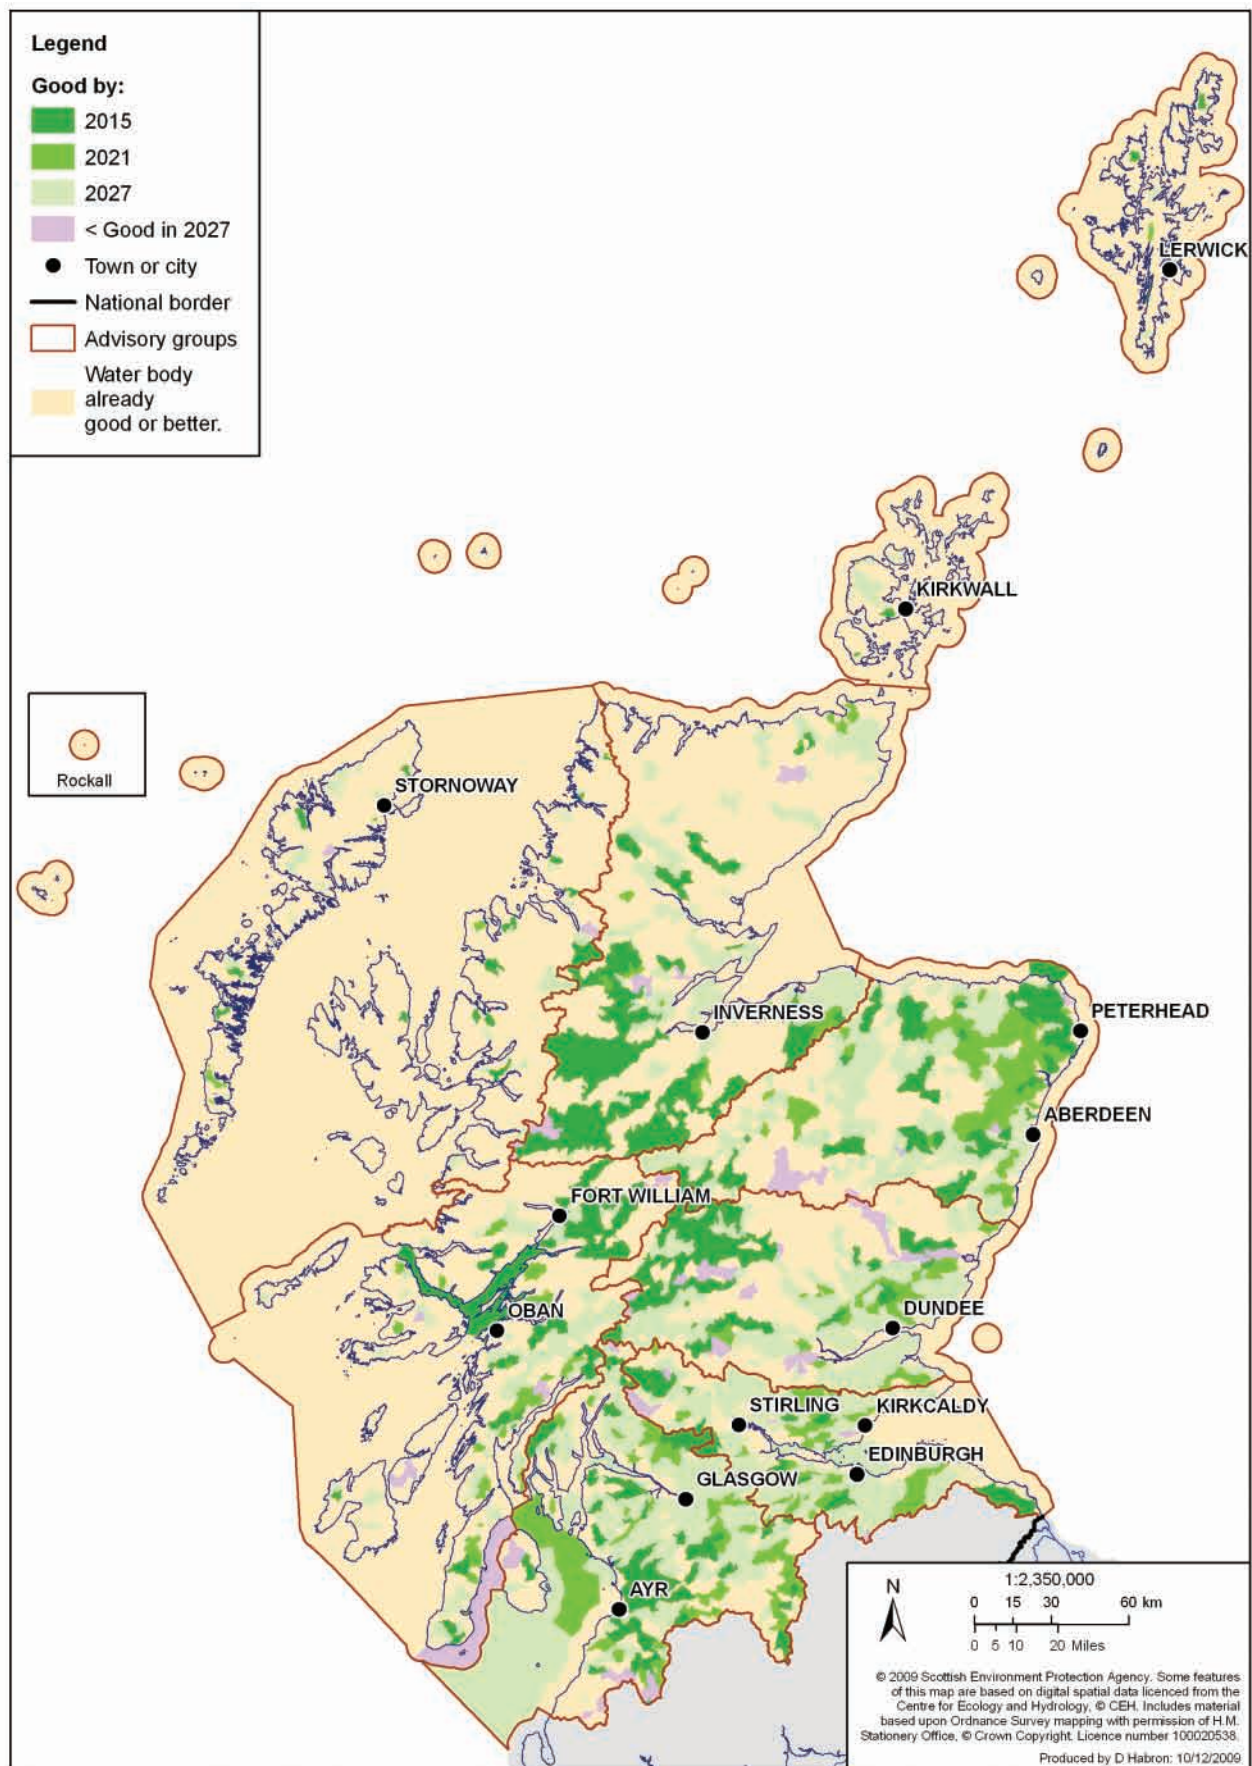 Legend
Good by:
2015
2021
2027
< Good in 2027
Town or city
National border
Advisory groups
Water body
already
good or better.
LERWICK
KIRKWALL
Rockall
STORNOWAY
INVERNESS
PETERHEAD
ABERDEEN
FORT WILLIAM
OBAN
DUNDEE
STIRLING
KIRKCALDY
EDINBURGH
GLASGOW
AYR
N
1:2,350,000
0 15 30 60 km
0 5 10 20 Miles
© 2009 Scottish Environment Protection Agency. Some features
of this map are based on digital spatial data licenced from the
Centre for Ecology and Hydrology, © CEH. Includes material
based upon Ordnance Survey mapping with permission of H.M.
Stationery Office, © Crown Copyright. Licence number 100020538.
Produced by D Habron: 10/12/2009